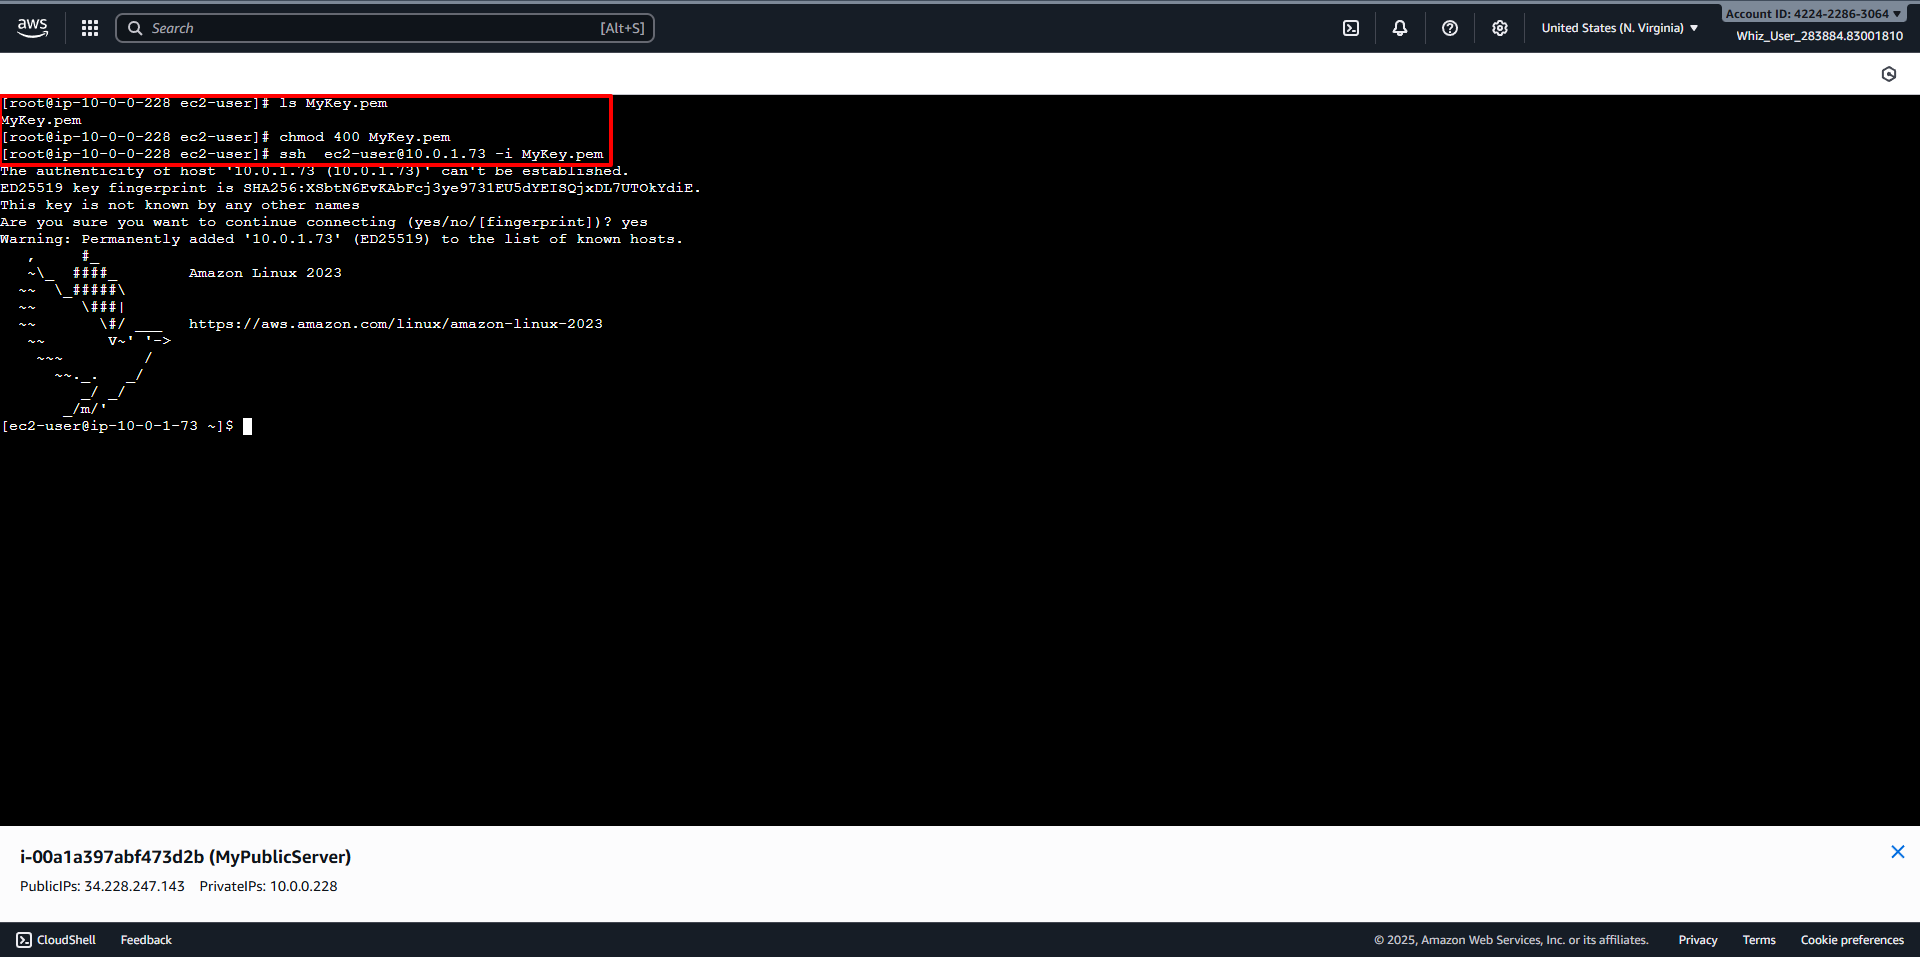 aws
Search [Alt+S]
United States (N. Virginia) ▼
Account ID: 4224-2286-3064 ▼
Whiz_User_283884.83001810
[root@ip-10-0-0-228 ec2-user]# ls MyKey.pem
MyKey.pem
[root@ip-10-0-0-228 ec2-user]# chmod 400 MyKey.pem
[root@ip-10-0-0-228 ec2-user]# ssh  ec2-user@10.0.1.73 -i MyKey.pem
The authenticity of host '10.0.1.73 (10.0.1.73)' can't be established.
ED25519 key fingerprint is SHA256:XSbtN6EvKAbFcj3ye9731EU5dYEISQjxDL7UTOkYdiE.
This key is not known by any other names
Are you sure you want to continue connecting (yes/no/[fingerprint])? yes
Warning: Permanently added '10.0.1.73' (ED25519) to the list of known hosts.
   ,     #_
   ~\_  ####_        Amazon Linux 2023
  ~~  \_#####\
  ~~     \###|
  ~~       \#/ ___   https://aws.amazon.com/linux/amazon-linux-2023
   ~~       V~' '->
    ~~~         /
      ~~._.   _/
         _/ _/
       _/m/'
[ec2-user@ip-10-0-1-73 ~]$
i-00a1a397abf473d2b (MyPublicServer)
PublicIPs: 34.228.247.143 PrivateIPs: 10.0.0.228
CloudShell Feedback © 2025, Amazon Web Services, Inc. or its affiliates. Privacy Terms Cookie preferences